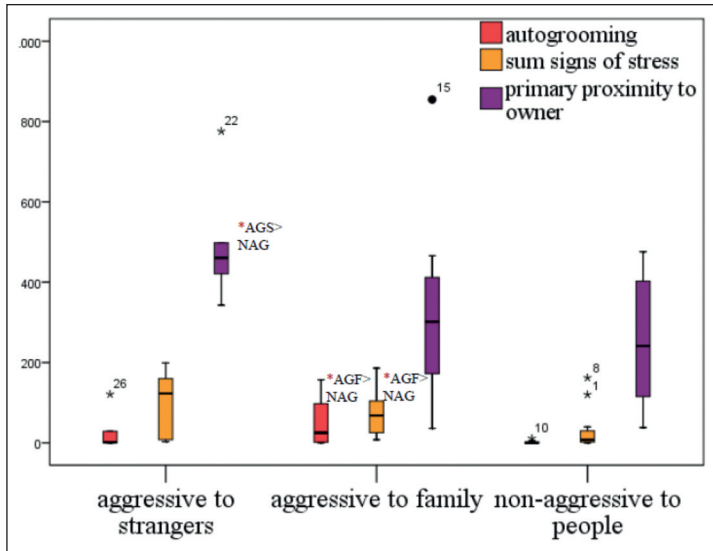 .000
800
600
400
200
0
autogrooming
sum signs of stress
primary proximity to
owner
22
15
*AGS>
NAG
26
*AGF>
NAG
*AGF>
NAG
8
1
10
aggressive to
strangers
aggressive to family
non-aggressive to
people